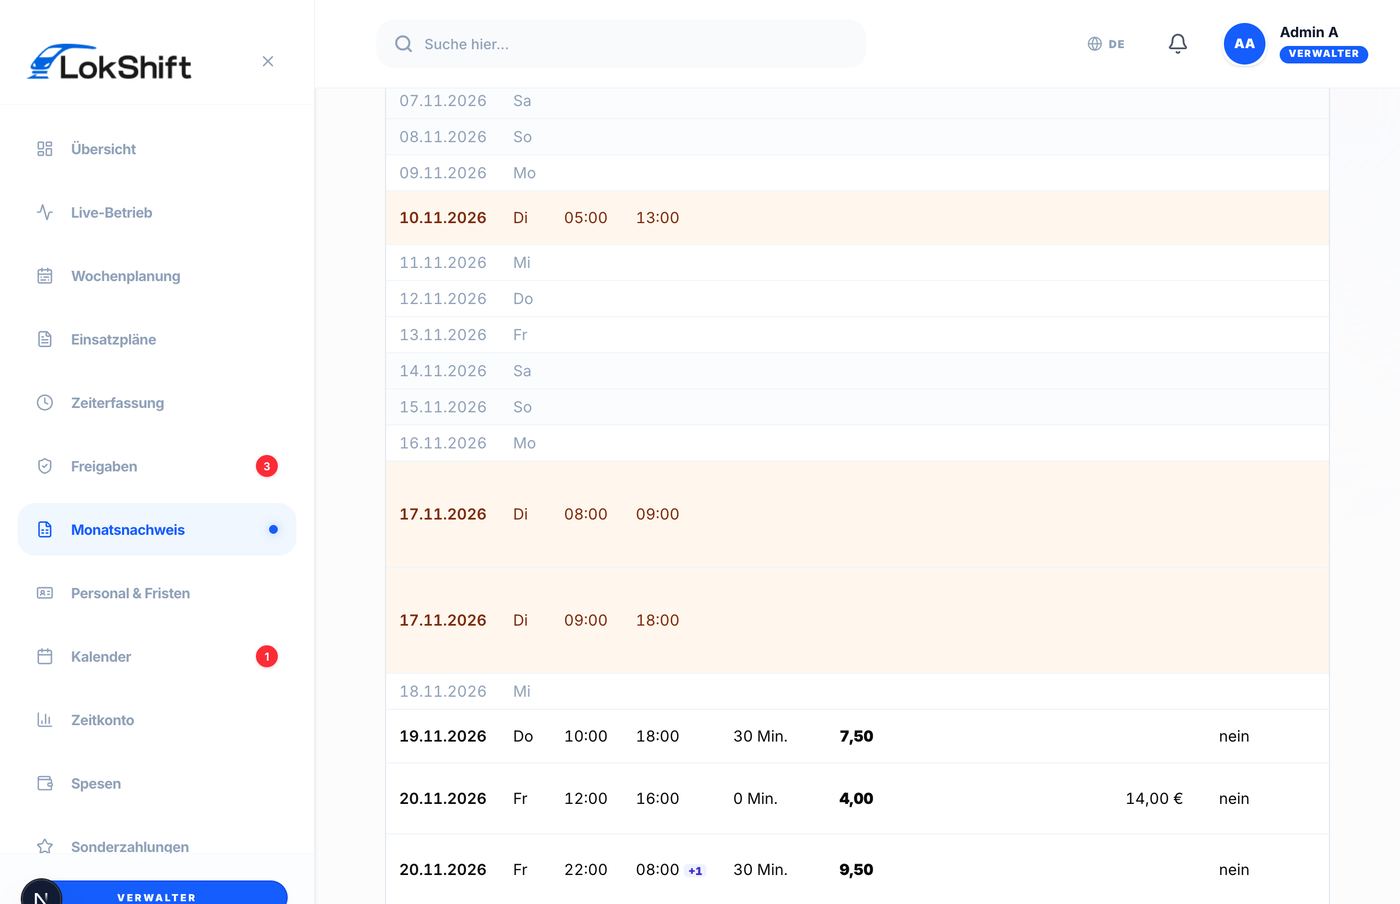 LokShift
Suche hier...
DE
AA
Admin A
VERWALTER
Übersicht
Live-Betrieb
Wochenplanung
Einsatzpläne
Zeiterfassung
Freigaben 3
Monatsnachweis
Personal & Fristen
Kalender 1
Zeitkonto
Spesen
Sonderzahlungen
N
VERWALTER
07.11.2026 Sa
08.11.2026 So
09.11.2026 Mo
10.11.2026 Di 05:00 13:00
11.11.2026 Mi
12.11.2026 Do
13.11.2026 Fr
14.11.2026 Sa
15.11.2026 So
16.11.2026 Mo
17.11.2026 Di 08:00 09:00
17.11.2026 Di 09:00 18:00
18.11.2026 Mi
19.11.2026 Do 10:00 18:00 30 Min. 7,50 nein
20.11.2026 Fr 12:00 16:00 0 Min. 4,00 14,00 € nein
20.11.2026 Fr 22:00 08:00 +1 30 Min. 9,50 nein